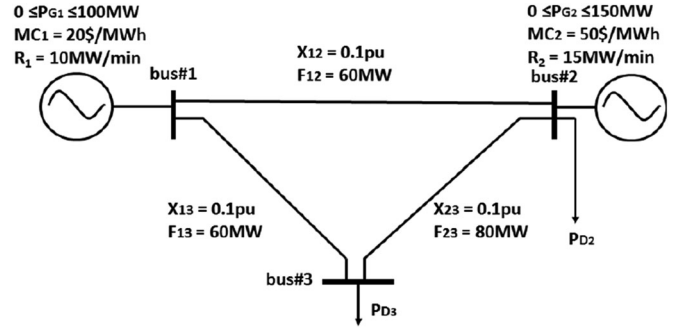 0 ≤PG1 ≤100MW
MC1 = 20$/MWh
R₁ = 10MW/min
bus#1
X12 = 0.1pu
F12 = 60MW
0 ≤PG2 ≤150MW
MC2 = 50$/MWh
R₂ = 15MW/min
bus#2
X13 = 0.1pu
F13 = 60MW
X23 = 0.1pu
F23 = 80MW
PD2
bus#3
PD3